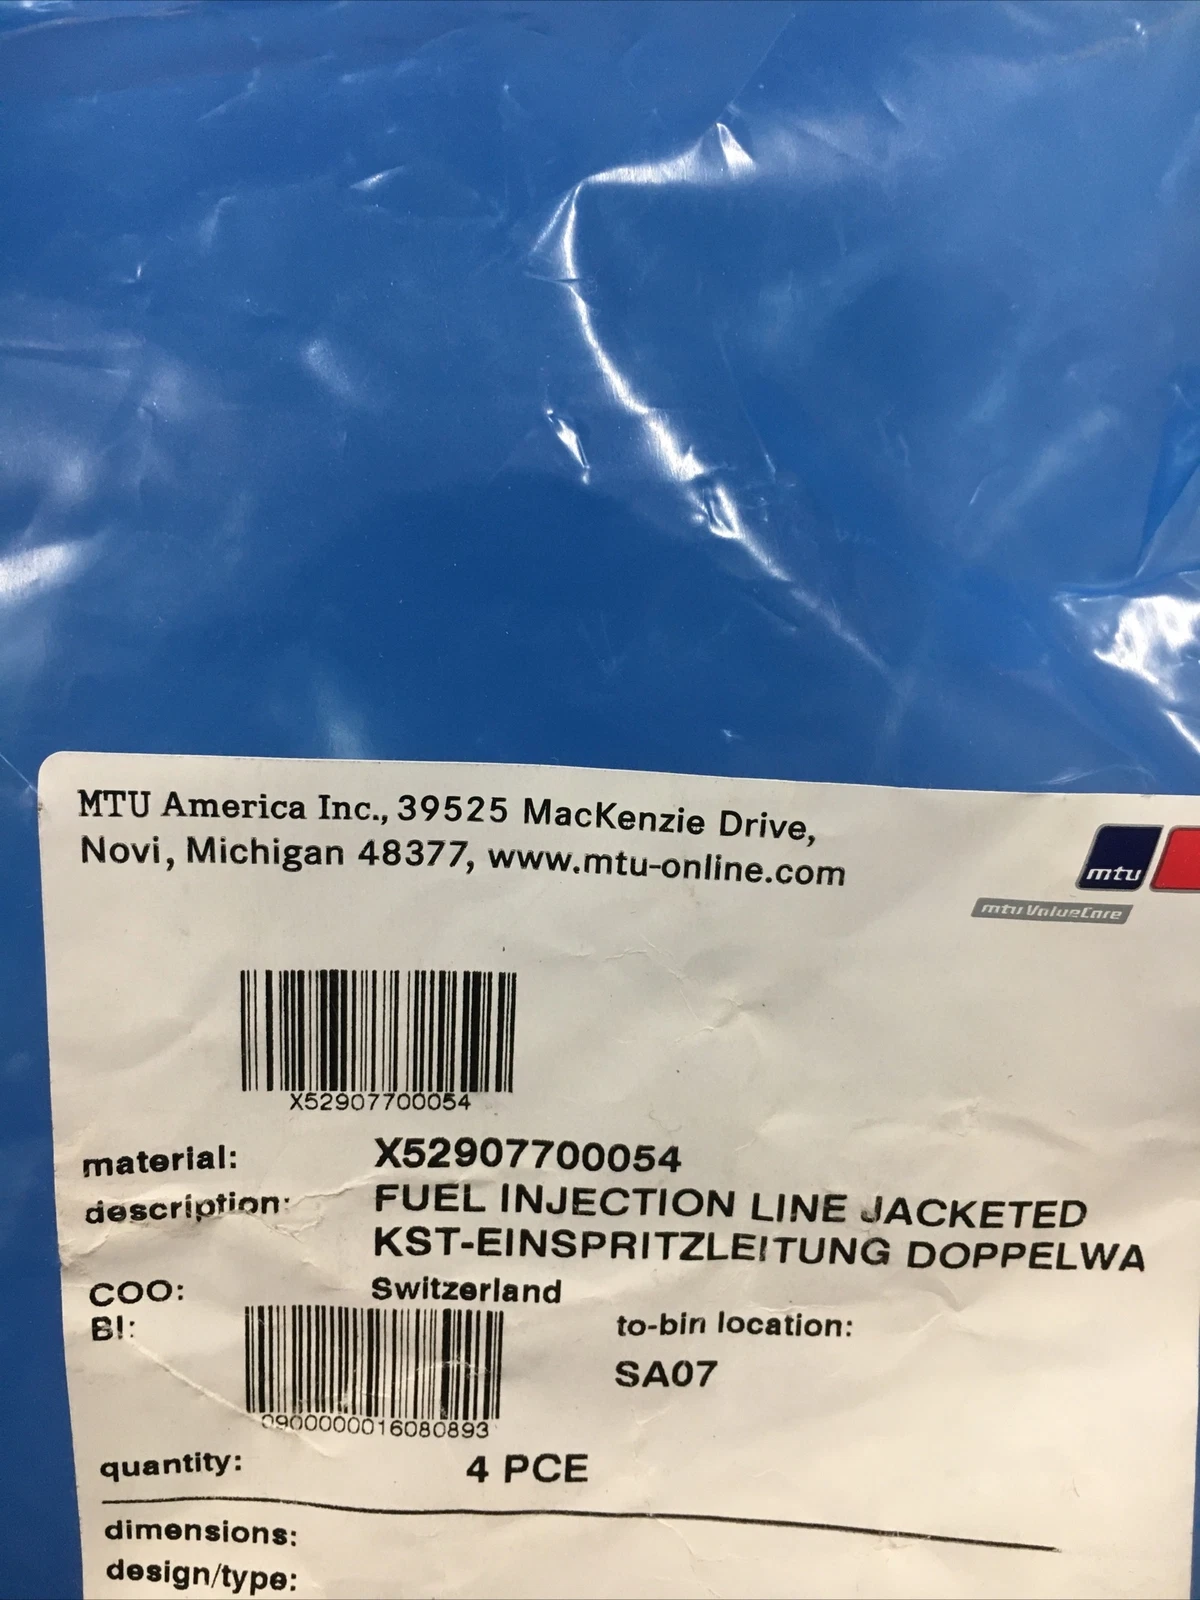 MTU America Inc., 39525 MacKenzie Drive,
Novi, Michigan 48377, www.mtu-online.com
mtu
mtu ValueCare
X52907700054
material: X52907700054
description: FUEL INJECTION LINE JACKETED
KST-EINSPRITZLEITUNG DOPPELWA
COO: Switzerland
BI: to-bin location:
SA07
0900000016080893
quantity: 4 PCE
dimensions:
design/type: